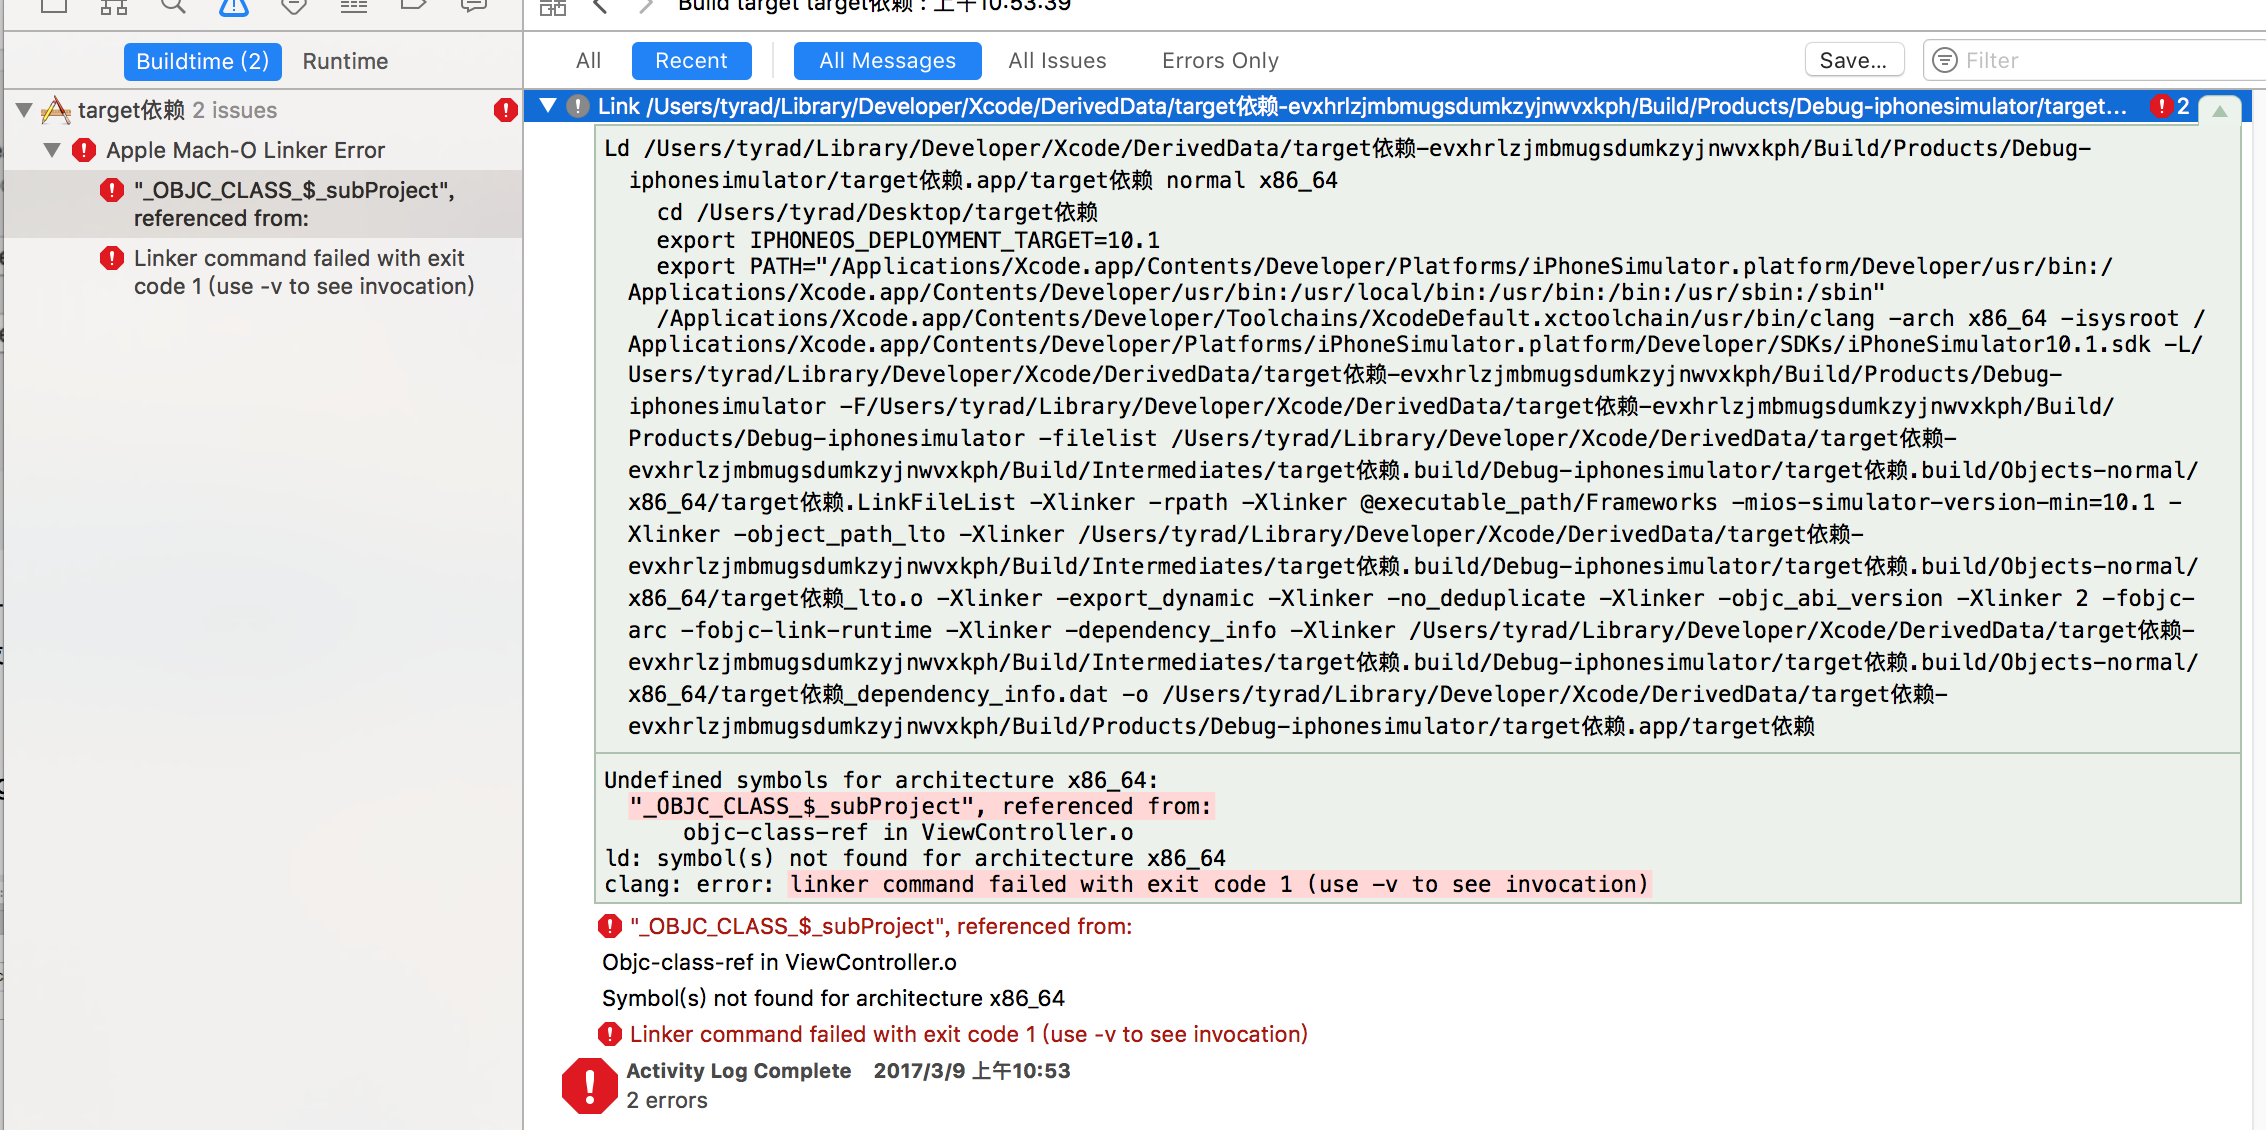 Build target target依赖 : 上午10:53:39
Buildtime (2) Runtime
All Recent All Messages All Issues Errors Only Save... Filter
target依赖 2 issues
Apple Mach-O Linker Error
"_OBJC_CLASS_$_subProject",
referenced from:
Linker command failed with exit
code 1 (use -v to see invocation)
Link /Users/tyrad/Library/Developer/Xcode/DerivedData/target依赖-evxhrlzjmbmugsdumkzyjnwvxkph/Build/Products/Debug-iphonesimulator/target... 2
Ld /Users/tyrad/Library/Developer/Xcode/DerivedData/target依赖-evxhrlzjmbmugsdumkzyjnwvxkph/Build/Products/Debug-
iphonesimulator/target依赖.app/target依赖 normal x86_64
cd /Users/tyrad/Desktop/target依赖
export IPHONEOS_DEPLOYMENT_TARGET=10.1
export PATH="/Applications/Xcode.app/Contents/Developer/Platforms/iPhoneSimulator.platform/Developer/usr/bin:/
Applications/Xcode.app/Contents/Developer/usr/bin:/usr/local/bin:/usr/bin:/bin:/usr/sbin:/sbin"
/Applications/Xcode.app/Contents/Developer/Toolchains/XcodeDefault.xctoolchain/usr/bin/clang -arch x86_64 -isysroot /
Applications/Xcode.app/Contents/Developer/Platforms/iPhoneSimulator.platform/Developer/SDKs/iPhoneSimulator10.1.sdk -L/
Users/tyrad/Library/Developer/Xcode/DerivedData/target依赖-evxhrlzjmbmugsdumkzyjnwvxkph/Build/Products/Debug-
iphonesimulator -F/Users/tyrad/Library/Developer/Xcode/DerivedData/target依赖-evxhrlzjmbmugsdumkzyjnwvxkph/Build/
Products/Debug-iphonesimulator -filelist /Users/tyrad/Library/Developer/Xcode/DerivedData/target依赖-
evxhrlzjmbmugsdumkzyjnwvxkph/Build/Intermediates/target依赖.build/Debug-iphonesimulator/target依赖.build/Objects-normal/
x86_64/target依赖.LinkFileList -Xlinker -rpath -Xlinker @executable_path/Frameworks -mios-simulator-version-min=10.1 -
Xlinker -object_path_lto -Xlinker /Users/tyrad/Library/Developer/Xcode/DerivedData/target依赖-
evxhrlzjmbmugsdumkzyjnwvxkph/Build/Intermediates/target依赖.build/Debug-iphonesimulator/target依赖.build/Objects-normal/
x86_64/target依赖_lto.o -Xlinker -export_dynamic -Xlinker -no_deduplicate -Xlinker -objc_abi_version -Xlinker 2 -fobjc-
arc -fobjc-link-runtime -Xlinker -dependency_info -Xlinker /Users/tyrad/Library/Developer/Xcode/DerivedData/target依赖-
evxhrlzjmbmugsdumkzyjnwvxkph/Build/Intermediates/target依赖.build/Debug-iphonesimulator/target依赖.build/Objects-normal/
x86_64/target依赖_dependency_info.dat -o /Users/tyrad/Library/Developer/Xcode/DerivedData/target依赖-
evxhrlzjmbmugsdumkzyjnwvxkph/Build/Products/Debug-iphonesimulator/target依赖.app/target依赖
Undefined symbols for architecture x86_64:
"_OBJC_CLASS_$_subProject", referenced from:
objc-class-ref in ViewController.o
ld: symbol(s) not found for architecture x86_64
clang: error: linker command failed with exit code 1 (use -v to see invocation)
"_OBJC_CLASS_$_subProject", referenced from:
Objc-class-ref in ViewController.o
Symbol(s) not found for architecture x86_64
Linker command failed with exit code 1 (use -v to see invocation)
Activity Log Complete 2017/3/9 上午10:53
2 errors